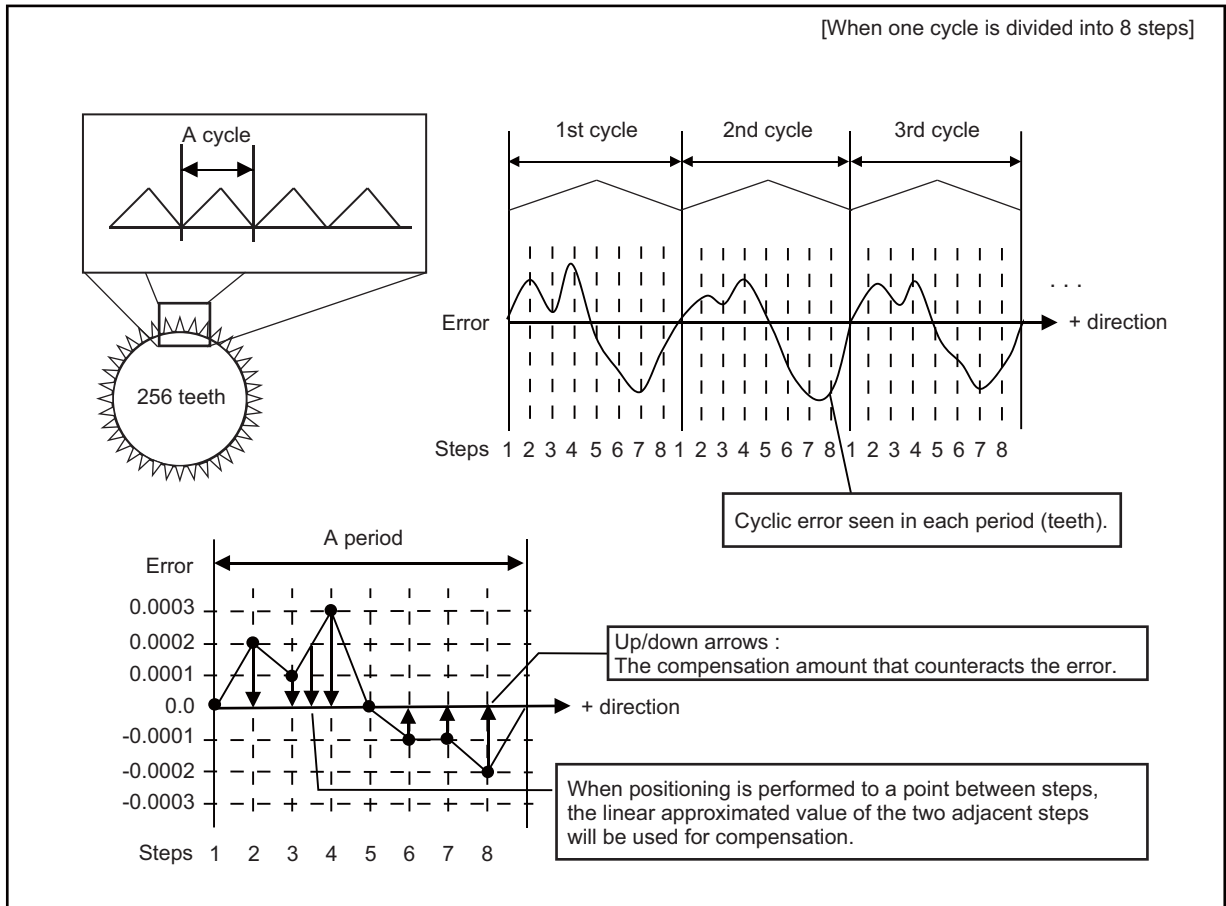 [When one cycle is divided into 8 steps]
A cycle
256 teeth
1st cycle
2nd cycle
3rd cycle
Error
. . .
+ direction
Steps 1 2 3 4 5 6 7 8 1 2 3 4 5 6 7 8 1 2 3 4 5 6 7 8
Cyclic error seen in each period (teeth).
A period
Error
0.0003
0.0002
0.0001
0.0
-0.0001
-0.0002
-0.0003
+ direction
Steps 1 2 3 4 5 6 7 8
Up/down arrows :
The compensation amount that counteracts the error.
When positioning is performed to a point between steps,
the linear approximated value of the two adjacent steps
will be used for compensation.